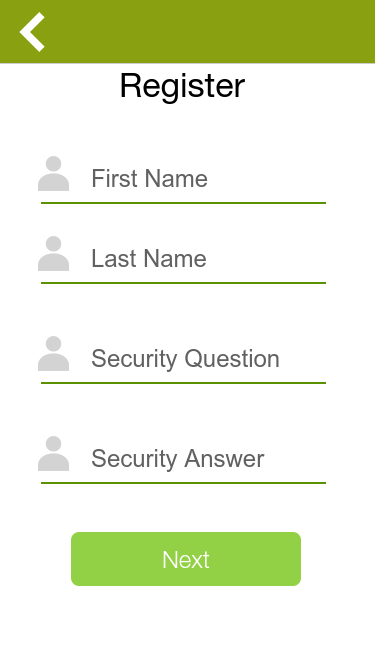 Register
First Name
Last Name
Security Question
Security Answer
Next